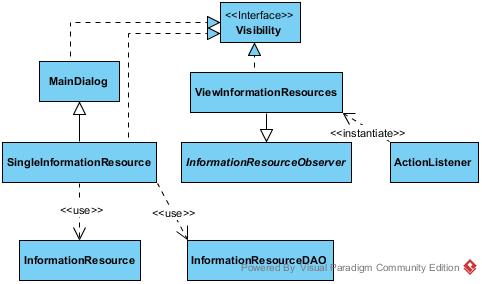 <<Interface>>
Visibility
MainDialog
ViewInformationResources
<<instantiate>>
SingleInformationResource
InformationResourceObserver
ActionListener
<<use>>
<<use>>
InformationResource
InformationResourceDAO
Powered By Visual Paradigm Community Edition